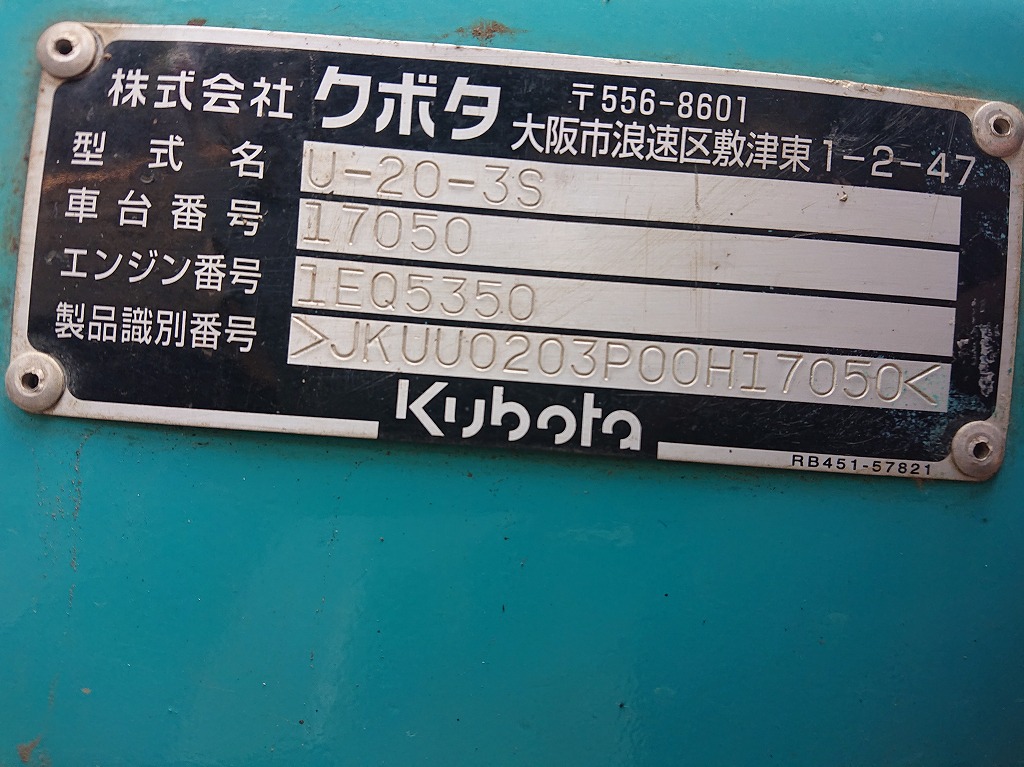 株式会社 クボタ 〒556-8601
大阪市浪速区敷津東1-2-47
型式名 U-20-3S
車台番号 17050
エンジン番号 1EQ5350
製品識別番号 >JKUU0203P00H17050<
Kubota
RB451-57821